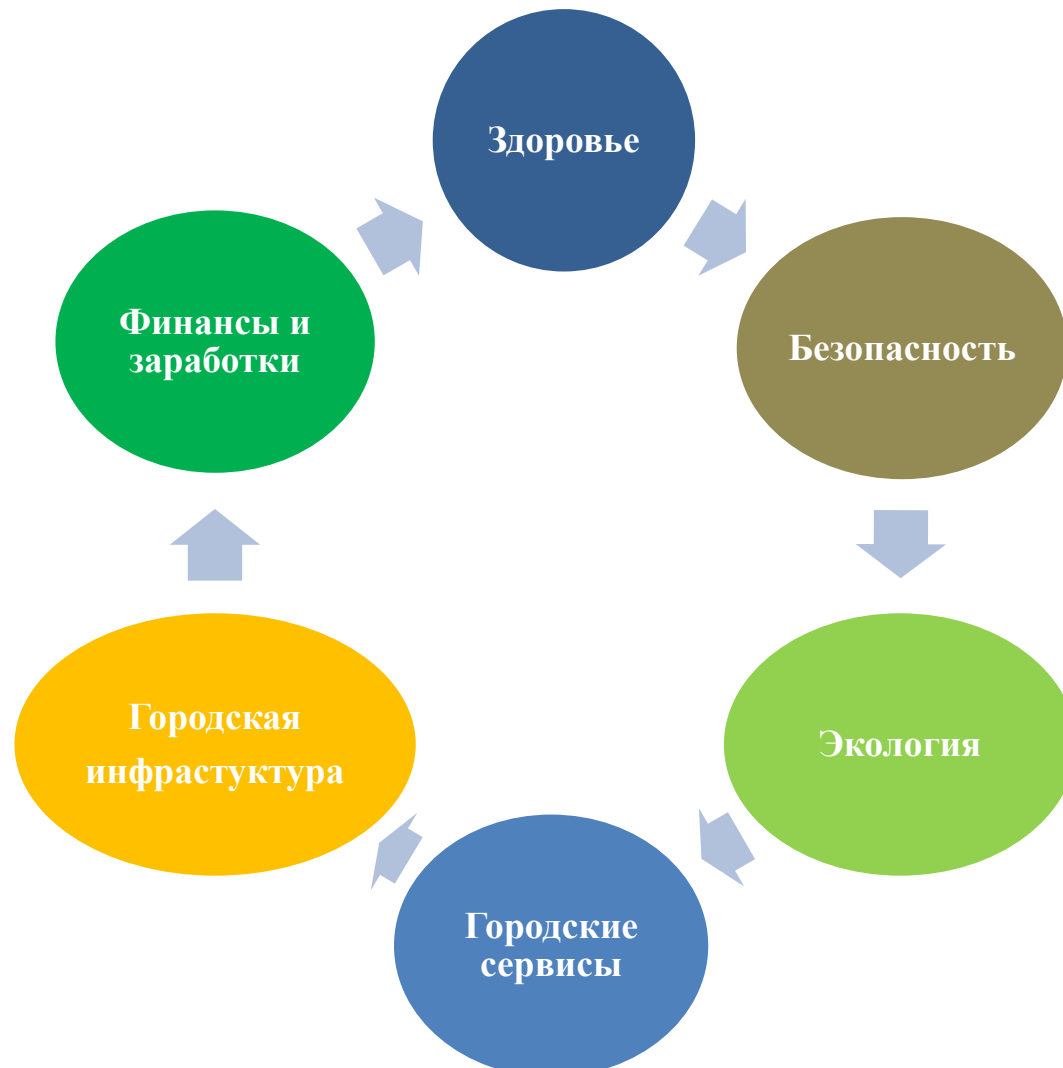 Здоровье
Безопасность
Экология
Городские
сервисы
Городская
инфрастуктура
Финансы и
заработки